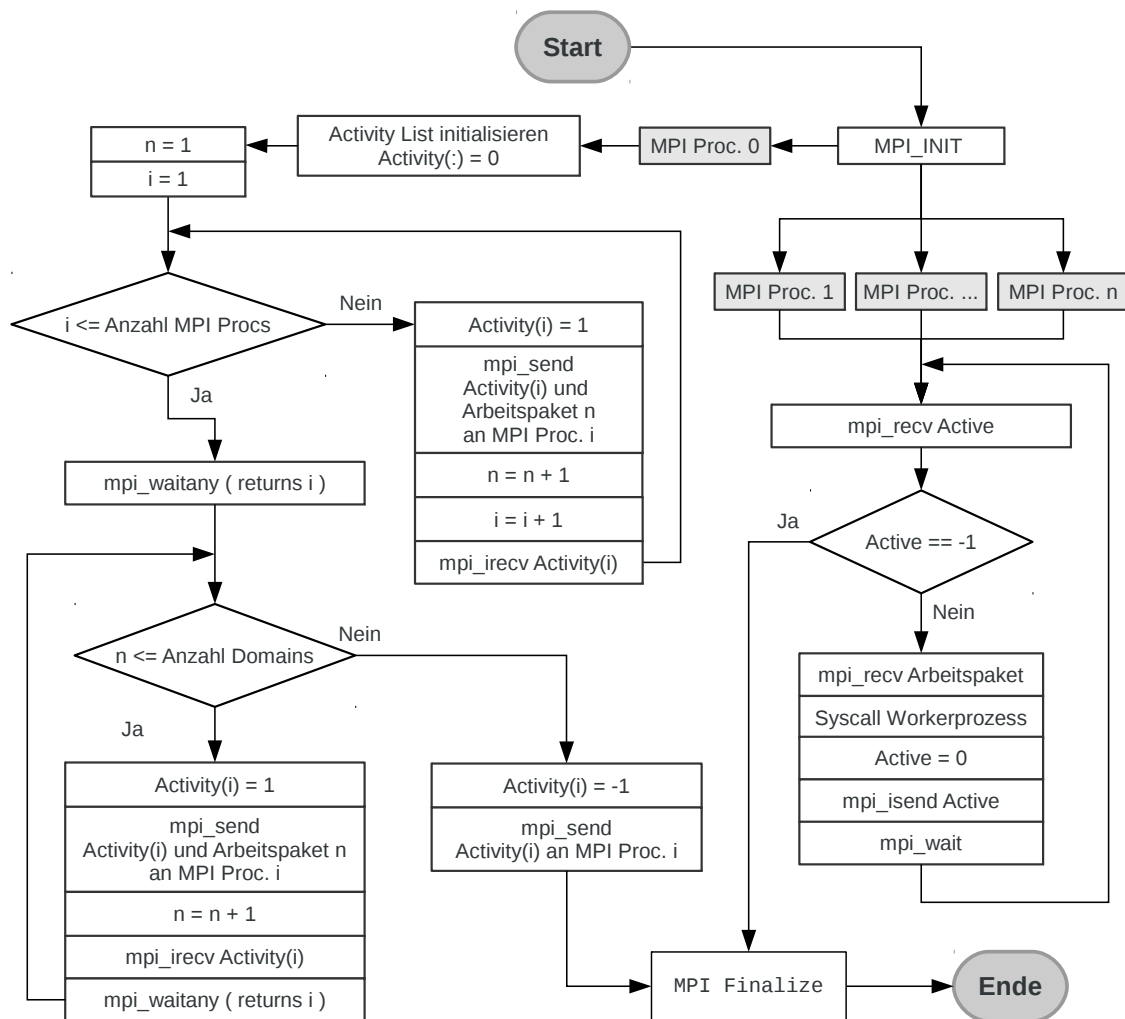 Start
n = 1
i = 1
Activity List initialisieren
Activity(:) = 0
MPI Proc. 0
MPI_INIT
MPI Proc. 1
MPI Proc. ...
MPI Proc. n
i <= Anzahl MPI Procs
Nein
Ja
Activity(i) = 1
mpi_send
Activity(i) und
Arbeitspaket n
an MPI Proc. i
n = n + 1
i = i + 1
mpi_irecv Activity(i)
mpi_waitany ( returns i )
mpi_recv Active
Ja
Active == -1
Nein
n <= Anzahl Domains
Nein
Ja
mpi_recv Arbeitspaket
Syscall Workerprozess
Active = 0
mpi_isend Active
mpi_wait
Activity(i) = 1
mpi_send
Activity(i) und Arbeitspaket n
an MPI Proc. i
n = n + 1
mpi_irecv Activity(i)
mpi_waitany ( returns i )
Activity(i) = -1
mpi_send
Activity(i) an MPI Proc. i
MPI Finalize
Ende